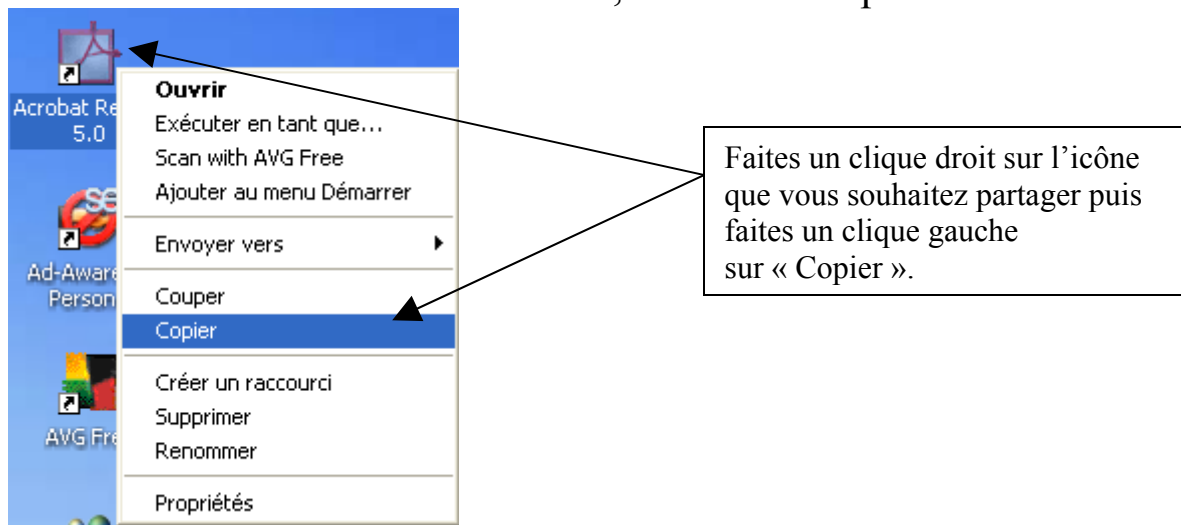 Acrobat Re
5.0
Ad-Aware
Person
AVG Fre
Ouvrir
Exécuter en tant que...
Scan with AVG Free
Ajouter au menu Démarrer
Envoyer vers
Couper
Copier
Créer un raccourci
Supprimer
Renommer
Propriétés
Faites un clique droit sur l’icône
que vous souhaitez partager puis
faites un clique gauche
sur « Copier ».